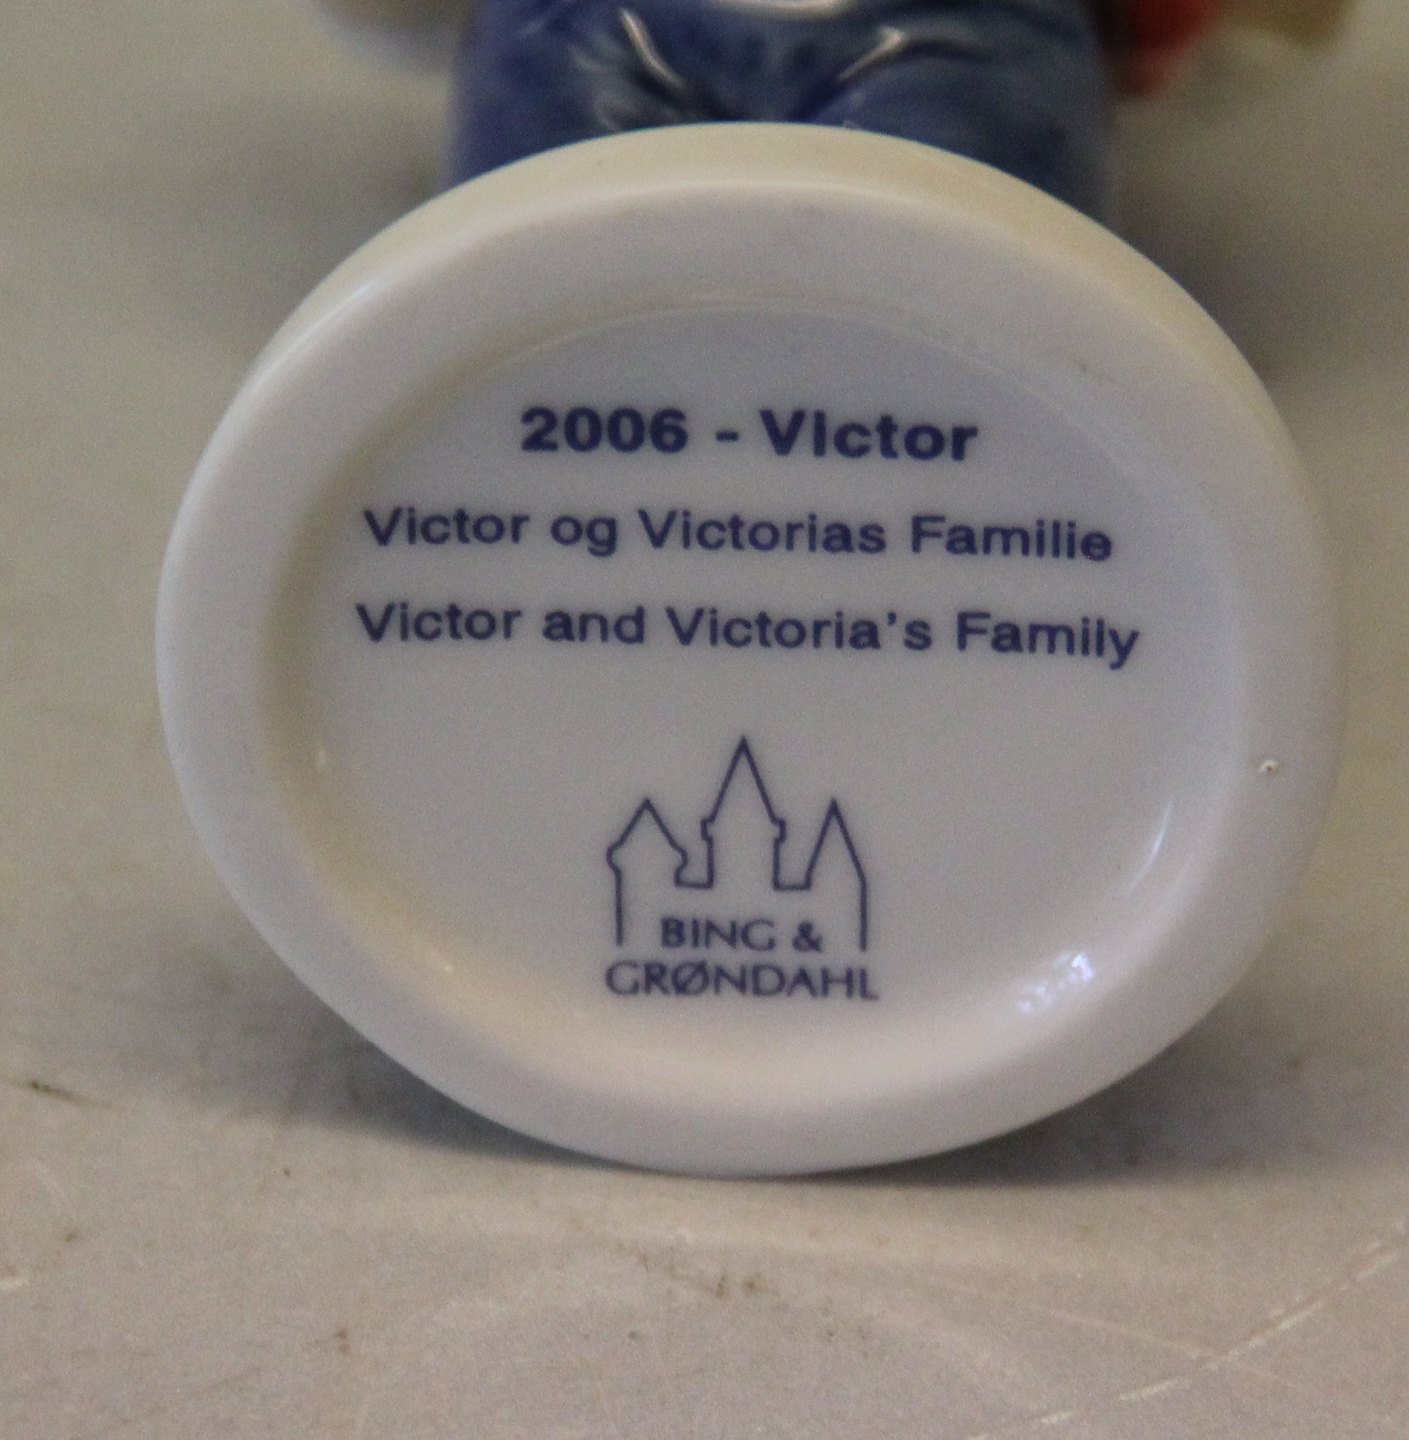 2006 - Victor
Victor og Victorias Familie
Victor and Victoria's Family
BING &
GRØNDAHL